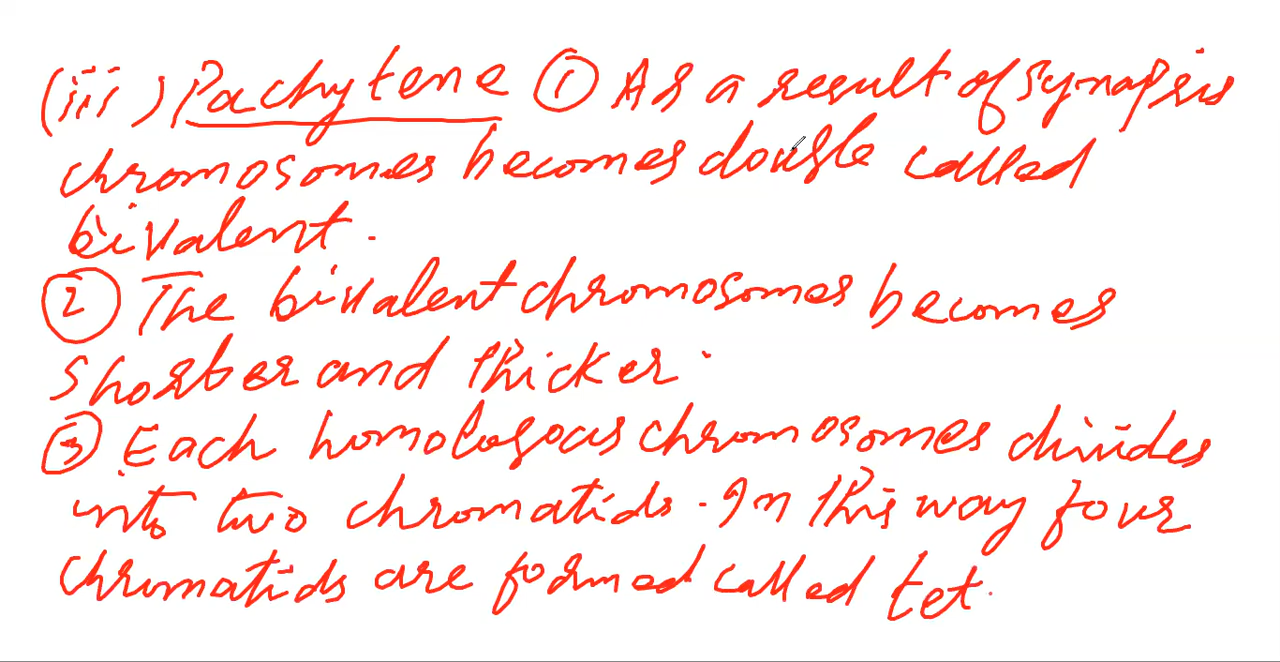 (iii) Pachytene ① As a result of synapsis
chromosomes becomes double called
bivalent.
② The bivalent chromosomes becomes
shorter and thicker.
③ Each homologous chromosomes divides
into two chromatids. In this way four
chromatids are formed called tet.